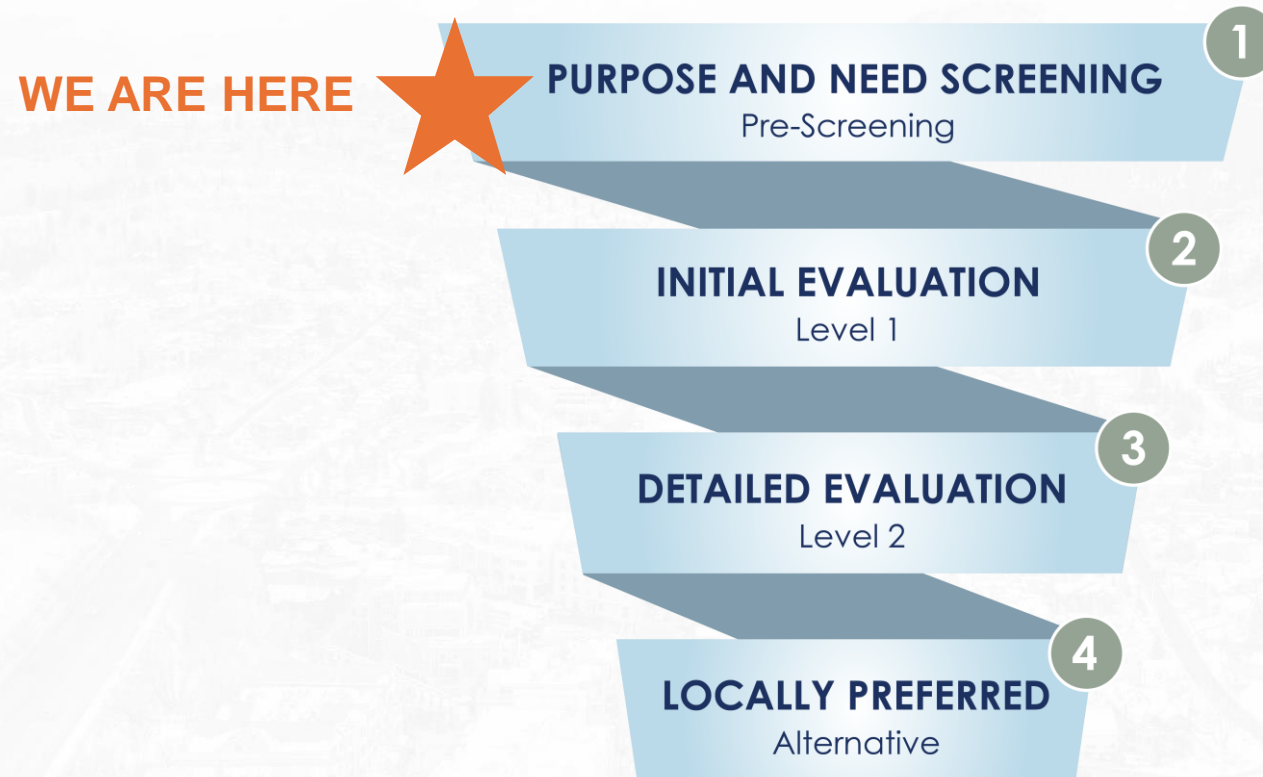 1
WE ARE HERE
PURPOSE AND NEED SCREENING
Pre-Screening
2
INITIAL EVALUATION
Level 1
3
DETAILED EVALUATION
Level 2
4
LOCALLY PREFERRED
Alternative